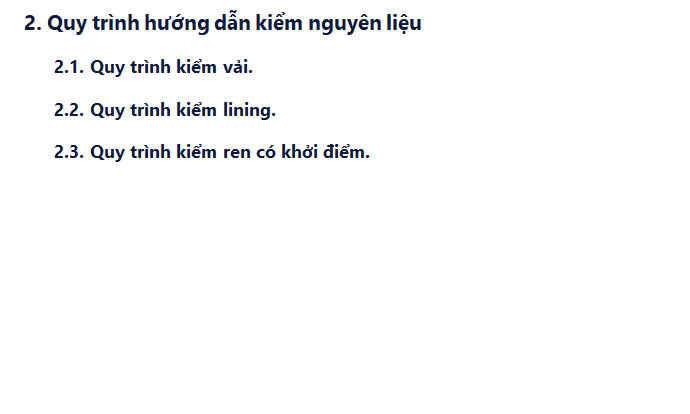 2. Quy trình hướng dẫn kiểm nguyên liệu
2.1. Quy trình kiểm vải.
2.2. Quy trình kiểm lining.
2.3. Quy trình kiểm ren có khởi điểm.